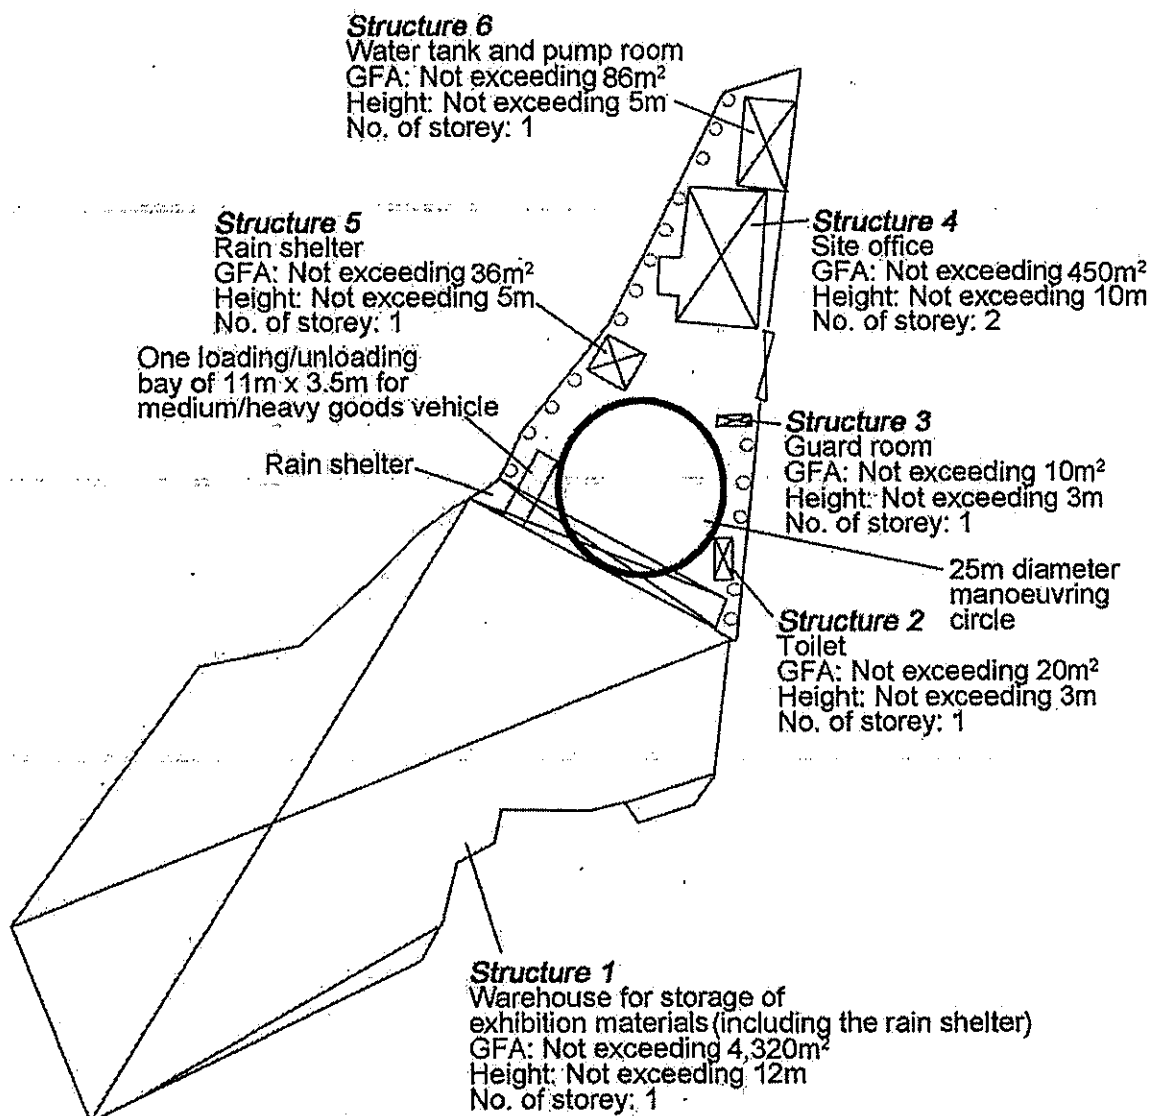 Structure 6
Water tank and pump room
GFA: Not exceeding 86m²
Height: Not exceeding 5m
No. of storey: 1
Structure 5
Rain shelter
GFA: Not exceeding 36m²
Height: Not exceeding 5m
No. of storey: 1
Structure 4
Site office
GFA: Not exceeding 450m²
Height: Not exceeding 10m
No. of storey: 2
One loading/unloading
bay of 11m x 3.5m for
medium/heavy goods vehicle
Rain shelter
Structure 3
Guard room
GFA: Not exceeding 10m²
Height: Not exceeding 3m
No. of storey: 1
25m diameter
manoeuvring
circle
Structure 2
Toilet
GFA: Not exceeding 20m²
Height: Not exceeding 3m
No. of storey: 1
Structure 1
Warehouse for storage of
exhibition materials (including the rain shelter)
GFA: Not exceeding 4,320m²
Height: Not exceeding 12m
No. of storey: 1